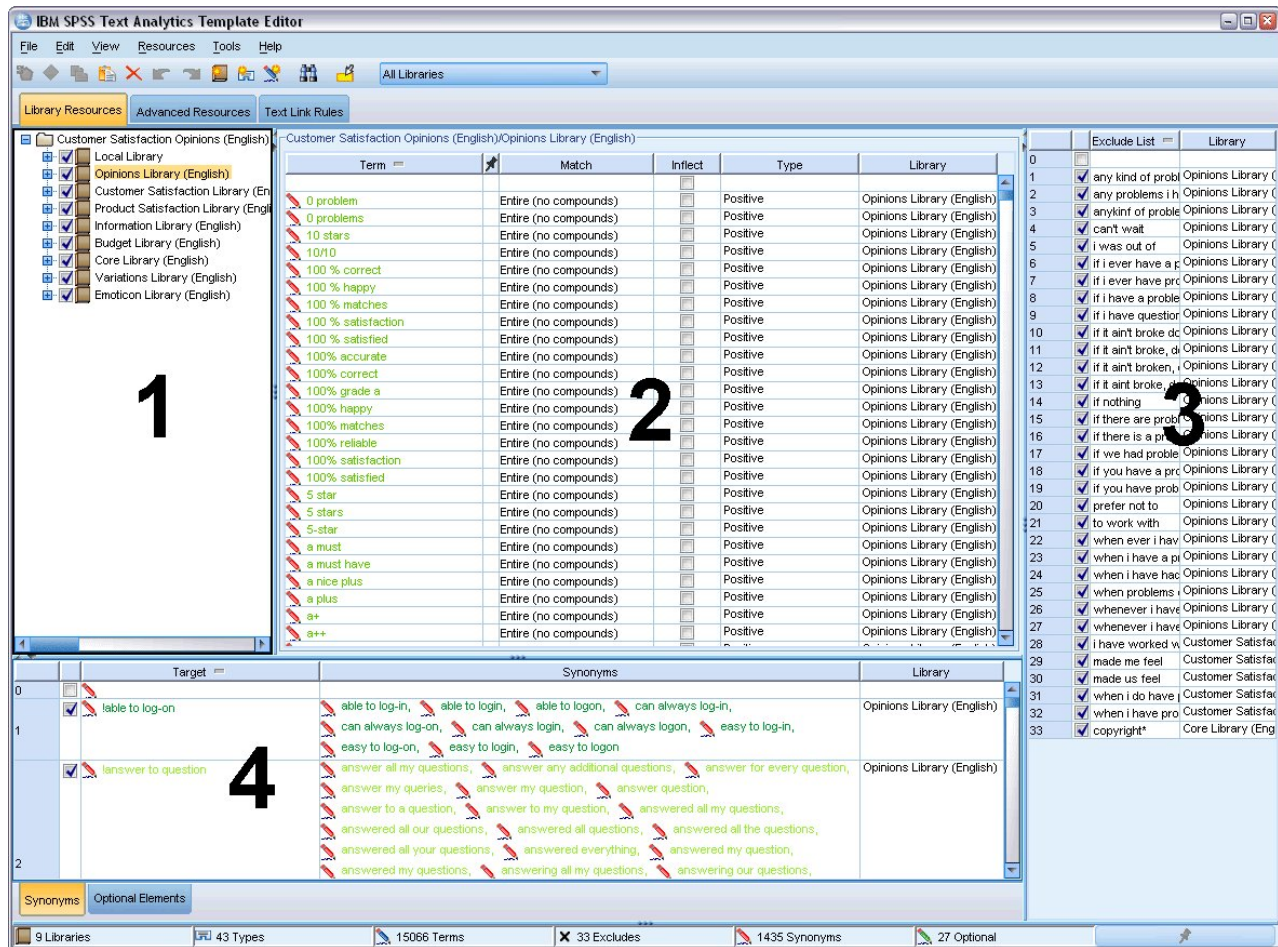 IBM SPSS Text Analytics Template Editor
File Edit View Resources Tools Help
All Libraries
Library Resources Advanced Resources Text Link Rules
Customer Satisfaction Opinions (English)
Local Library
Opinions Library (English)
Customer Satisfaction Library (En
Product Satisfaction Library (Engli
Information Library (English)
Budget Library (English)
Core Library (English)
Variations Library (English)
Emoticon Library (English)
1
Customer Satisfaction Opinions (English)/Opinions Library (English)
Term Match Inflect Type Library
0 problem Entire (no compounds) Positive Opinions Library (English)
0 problems Entire (no compounds) Positive Opinions Library (English)
10 stars Entire (no compounds) Positive Opinions Library (English)
10/10 Entire (no compounds) Positive Opinions Library (English)
100 % correct Entire (no compounds) Positive Opinions Library (English)
100 % happy Entire (no compounds) Positive Opinions Library (English)
100 % matches Entire (no compounds) Positive Opinions Library (English)
100 % satisfaction Entire (no compounds) Positive Opinions Library (English)
100 % satisfied Entire (no compounds) Positive Opinions Library (English)
100% accurate Entire (no compounds) Positive Opinions Library (English)
100% correct Entire (no compounds) Positive Opinions Library (English)
100% grade a Entire (no compounds) Positive Opinions Library (English)
100% happy Entire (no compounds) Positive Opinions Library (English)
100% matches Entire (no compounds) Positive Opinions Library (English)
100% reliable Entire (no compounds) Positive Opinions Library (English)
100% satisfaction Entire (no compounds) Positive Opinions Library (English)
100% satisfied Entire (no compounds) Positive Opinions Library (English)
5 star Entire (no compounds) Positive Opinions Library (English)
5 stars Entire (no compounds) Positive Opinions Library (English)
5-star Entire (no compounds) Positive Opinions Library (English)
a must Entire (no compounds) Positive Opinions Library (English)
a must have Entire (no compounds) Positive Opinions Library (English)
a nice plus Entire (no compounds) Positive Opinions Library (English)
a plus Entire (no compounds) Positive Opinions Library (English)
a+ Entire (no compounds) Positive Opinions Library (English)
a++ Entire (no compounds) Positive Opinions Library (English)
2
Exclude List Library
0
1 any kind of probl Opinions Library (
2 any problems i h Opinions Library (
3 anykinf of proble Opinions Library (
4 can't wait Opinions Library (
5 i was out of Opinions Library (
6 if i ever have a p Opinions Library (
7 if i ever have pro Opinions Library (
8 if i have a proble Opinions Library (
9 if i have question Opinions Library (
10 if it ain't broke do Opinions Library (
11 if it ain't broke, do Opinions Library (
12 if it ain't broken, Opinions Library (
13 if it aint broke, Opinions Library (
14 if nothing Opinions Library (
15 if there are prob Opinions Library (
16 if there is a pr Opinions Library (
17 if we had proble Opinions Library (
18 if you have a pro Opinions Library (
19 if you have prob Opinions Library (
20 prefer not to Opinions Library (
21 to work with Opinions Library (
22 when ever i hav Opinions Library (
23 when i have a p Opinions Library (
24 when i have had Opinions Library (
25 when problems Opinions Library (
26 whenever i have Opinions Library (
27 whenever i have Opinions Library (
28 i have worked w Customer Satisfac
29 made me feel Customer Satisfac
30 made us feel Customer Satisfac
31 when i do have Customer Satisfac
32 when i have pro Customer Satisfac
33 copyright* Core Library (Eng
3
Target Synonyms Library
0
1 !able to log-on able to log-in, able to login, able to logon, can always log-in, Opinions Library (English)
can always log-on, can always login, can always logon, easy to log-in,
easy to log-on, easy to login, easy to logon
2 !answer to question answer all my questions, answer any additional questions, answer for every question, Opinions Library (English)
answer my queries, answer my question, answer question,
answer to a question, answer to my question, answered all my questions,
answered all our questions, answered all questions, answered all the questions,
answered all your questions, answered everything, answered my question,
answered my questions, answering all my questions, answering our questions,
4
Synonyms Optional Elements
9 Libraries 43 Types 15066 Terms 33 Excludes 1435 Synonyms 27 Optional